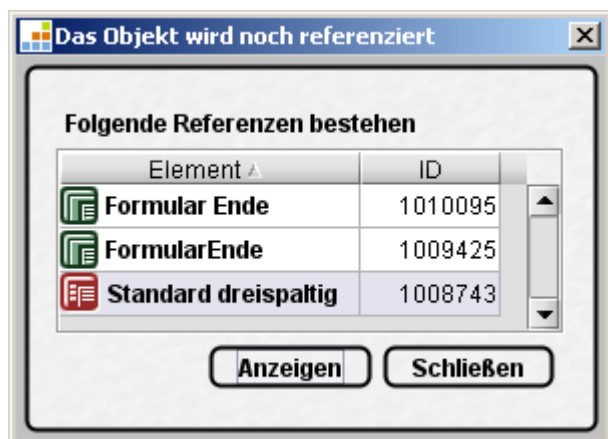 Das Objekt wird noch referenziert
Folgende Referenzen bestehen
Element ID
Formular Ende 1010095
FormularEnde 1009425
Standard dreispaltig 1008743
Anzeigen Schließen